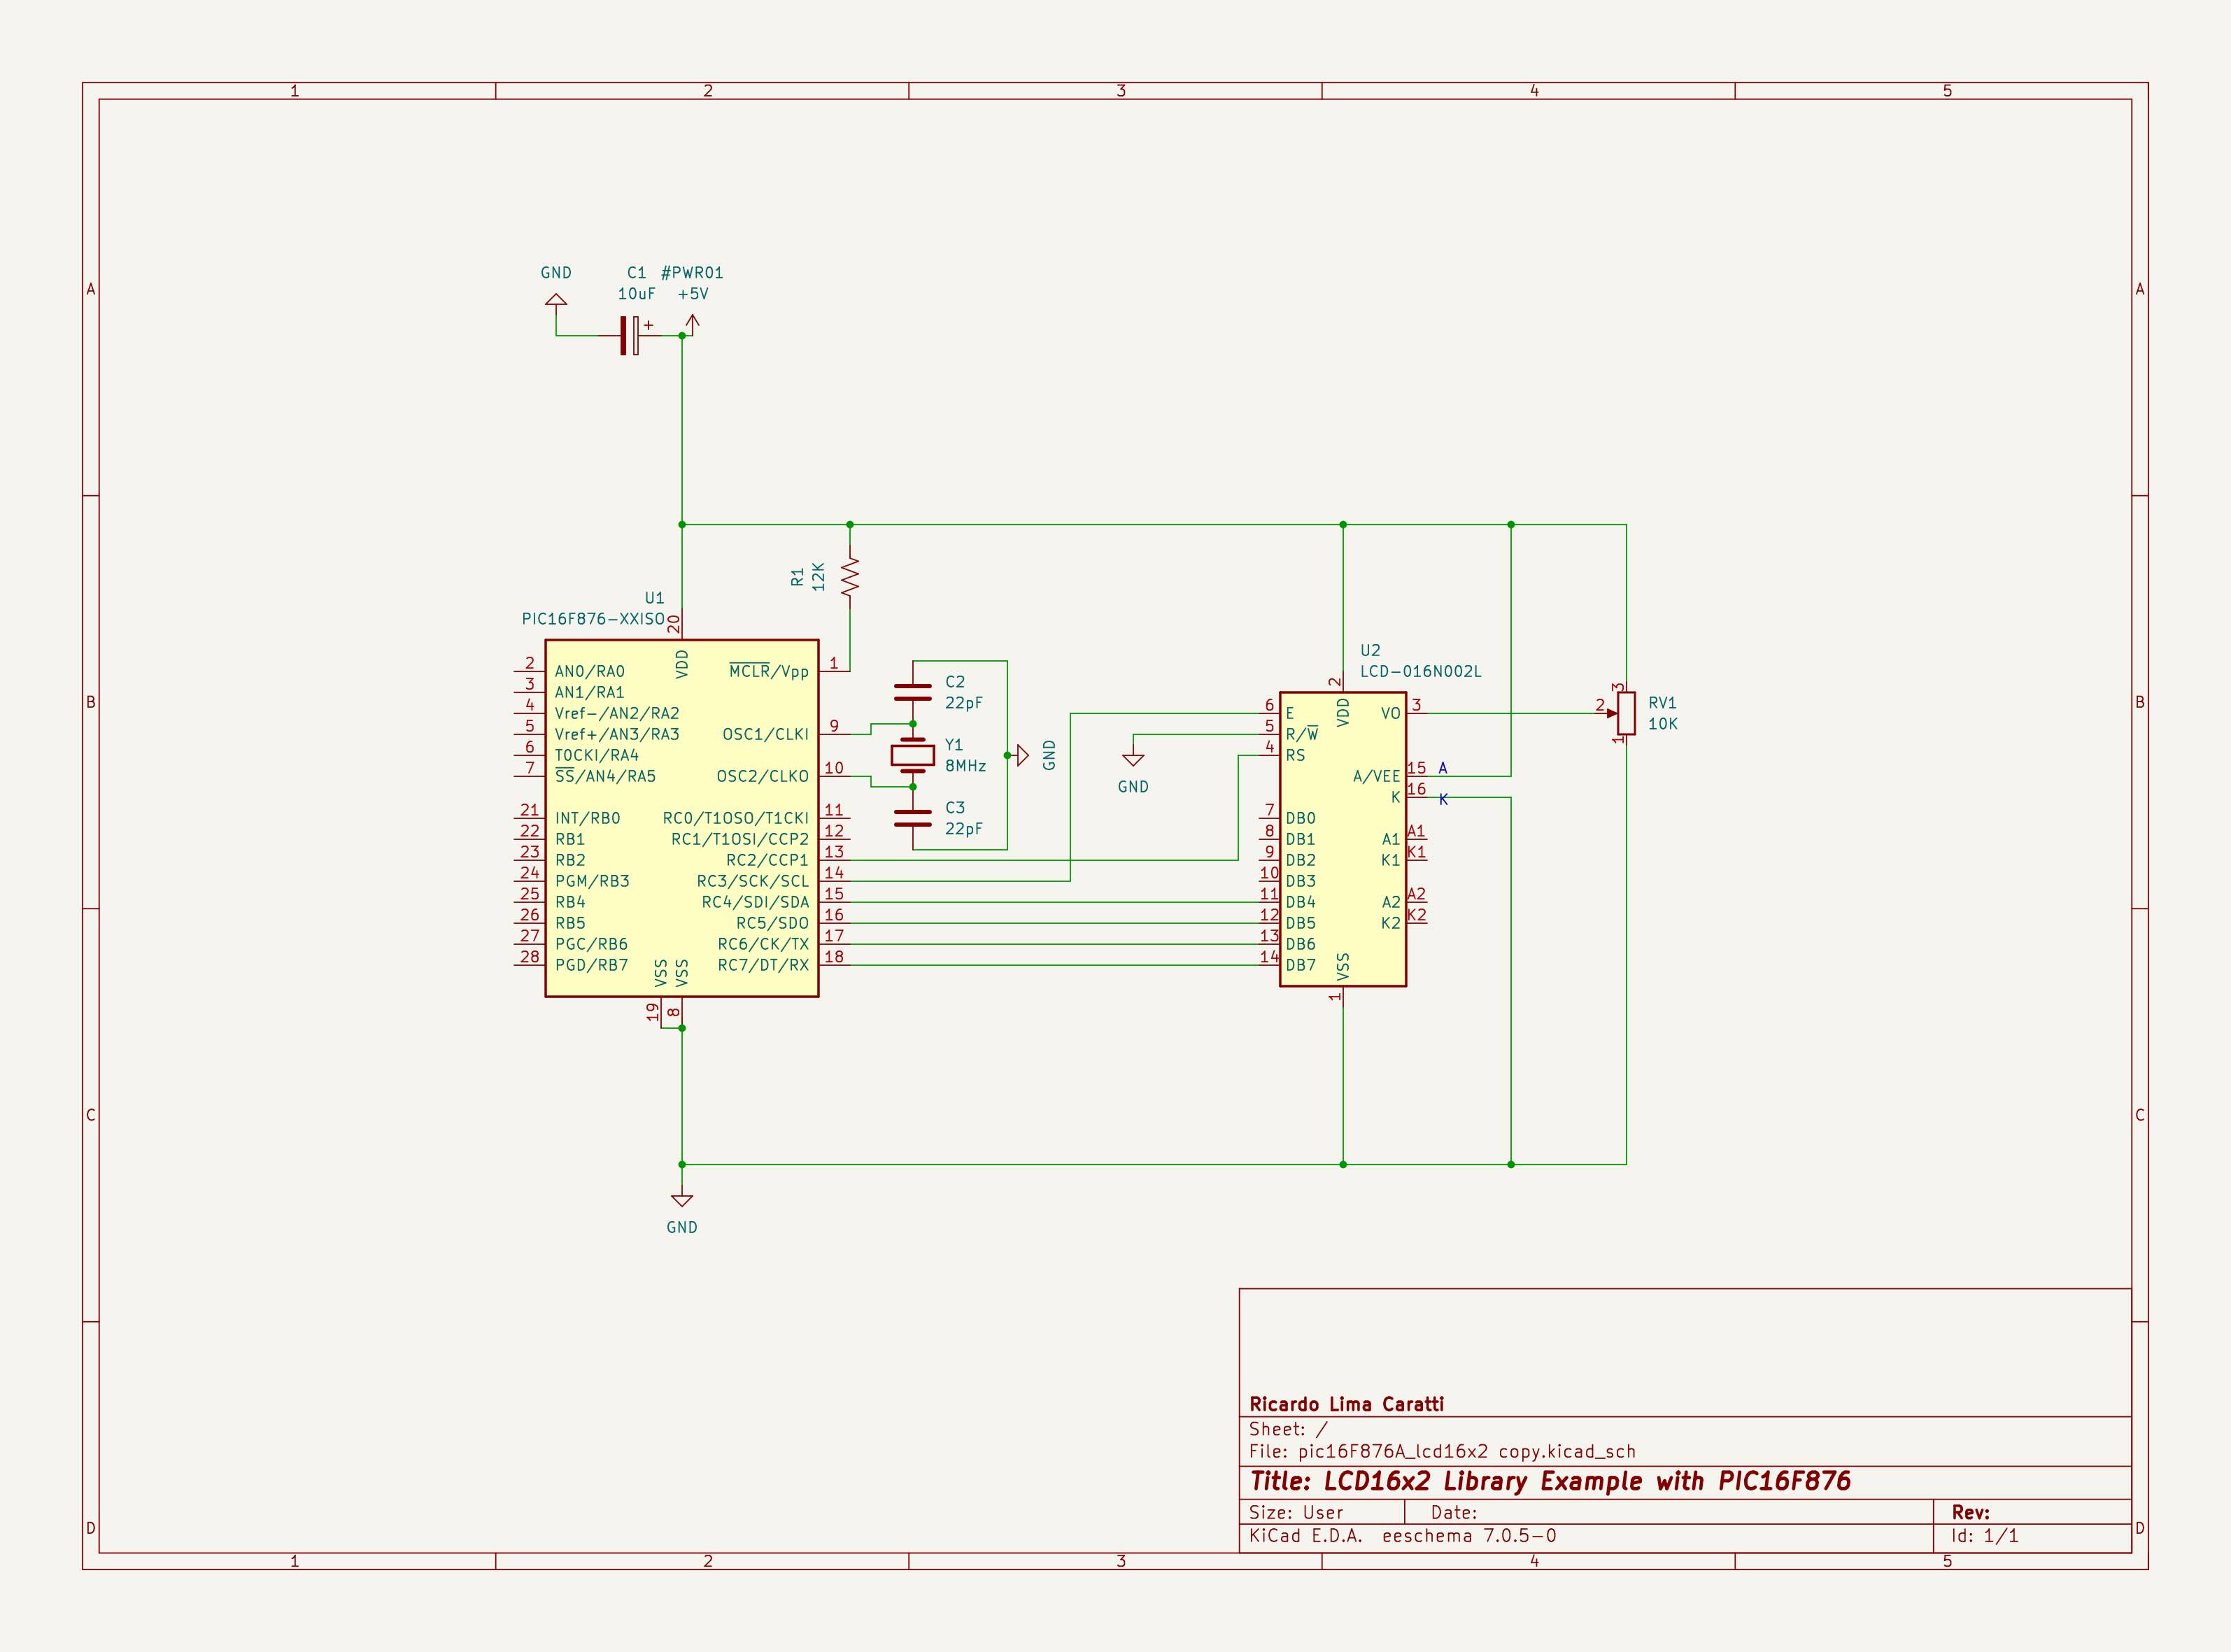 1 2 3 4 5
A A
GND C1 #PWR01
10uF +5V
+
R1
12K
B B
U1
PIC16F876-XXISO
20
VDD
2 AN0/RA0 MCLR/Vpp 1
3 AN1/RA1
4 Vref-/AN2/RA2
5 Vref+/AN3/RA3 OSC1/CLKI 9
6 T0CKI/RA4
7 SS/AN4/RA5 OSC2/CLKO 10
21 INT/RB0 RC0/T1OSO/T1CKI 11
22 RB1 RC1/T1OSI/CCP2 12
23 RB2 RC2/CCP1 13
24 PGM/RB3 RC3/SCK/SCL 14
25 RB4 RC4/SDI/SDA 15
26 RB5 RC5/SDO 16
27 PGC/RB6 RC6/CK/TX 17
28 PGD/RB7 RC7/DT/RX 18
VSS VSS
19 8
C2
22pF
Y1
8MHz
GND
C3
22pF
GND
U2
LCD-016N002L
2
VDD
6 E VO 3
5 R/W
4 RS
A/VEE 15 A
K 16 K
7 DB0
8 DB1 A1 A1
9 DB2 K1 K1
10 DB3
11 DB4 A2 A2
12 DB5 K2 K2
13 DB6
14 DB7
VSS
1
3
2 RV1
10K
1
C C
GND
D D
Ricardo Lima Caratti
Sheet: /
File: pic16F876A_lcd16x2 copy.kicad_sch
Title: LCD16x2 Library Example with PIC16F876
Size: User Date: Rev:
KiCad E.D.A. eeschema 7.0.5-0 Id: 1/1
1 2 3 4 5